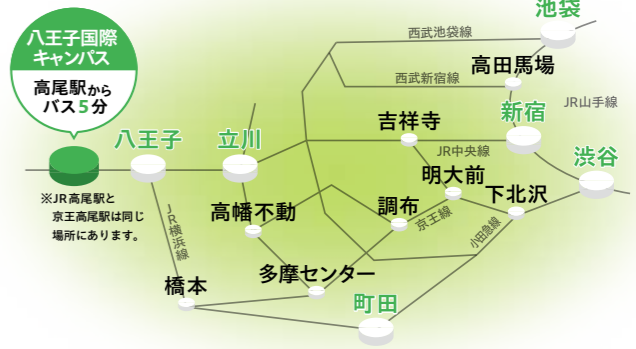 八王子国際
キャンパス
高尾駅から
バス5分
池袋
西武池袋線
高田馬場
西武新宿線
JR山手線
吉祥寺
新宿
八王子
立川
JR中央線
渋谷
明大前
下北沢
※JR高尾駅と
京王高尾駅は同じ
場所にあります。
JR横浜線
高幡不動
調布
京王線
小田急線
多摩センター
橋本
町田